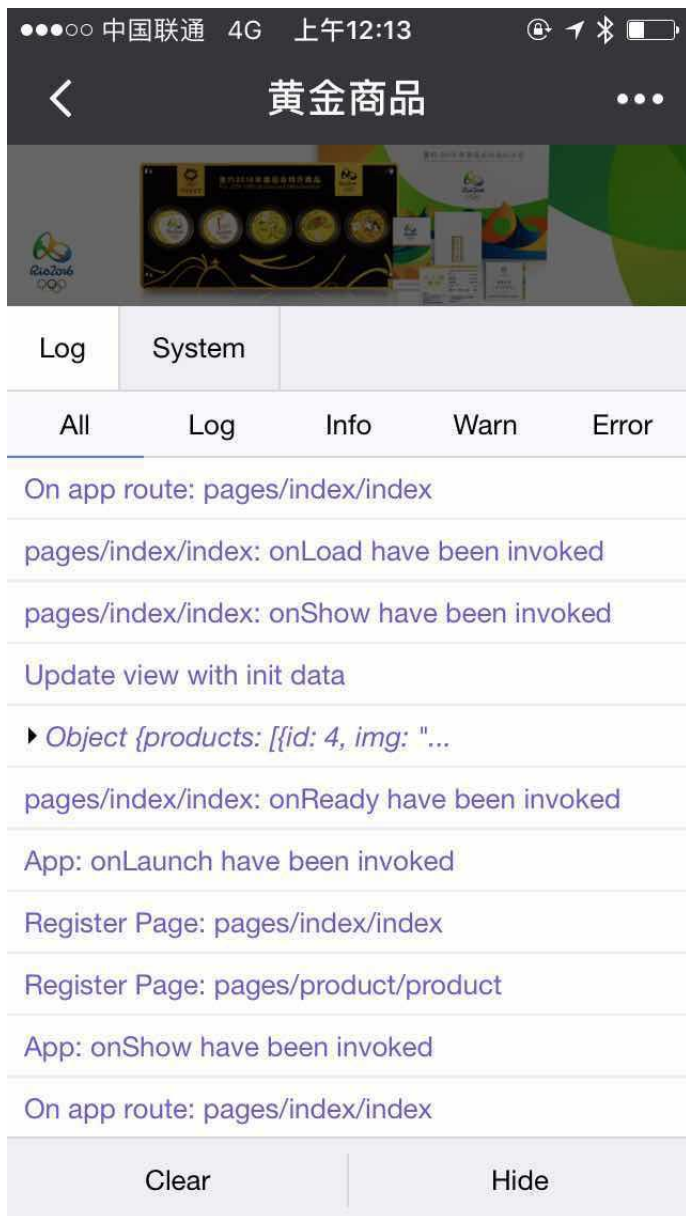 中国联通 4G 上午12:13
黄金商品
Rio2016
Log System
All Log Info Warn Error
On app route: pages/index/index
pages/index/index: onLoad have been invoked
pages/index/index: onShow have been invoked
Update view with init data
Object {products: [{id: 4, img: "...
pages/index/index: onReady have been invoked
App: onLaunch have been invoked
Register Page: pages/index/index
Register Page: pages/product/product
App: onShow have been invoked
On app route: pages/index/index
Clear Hide